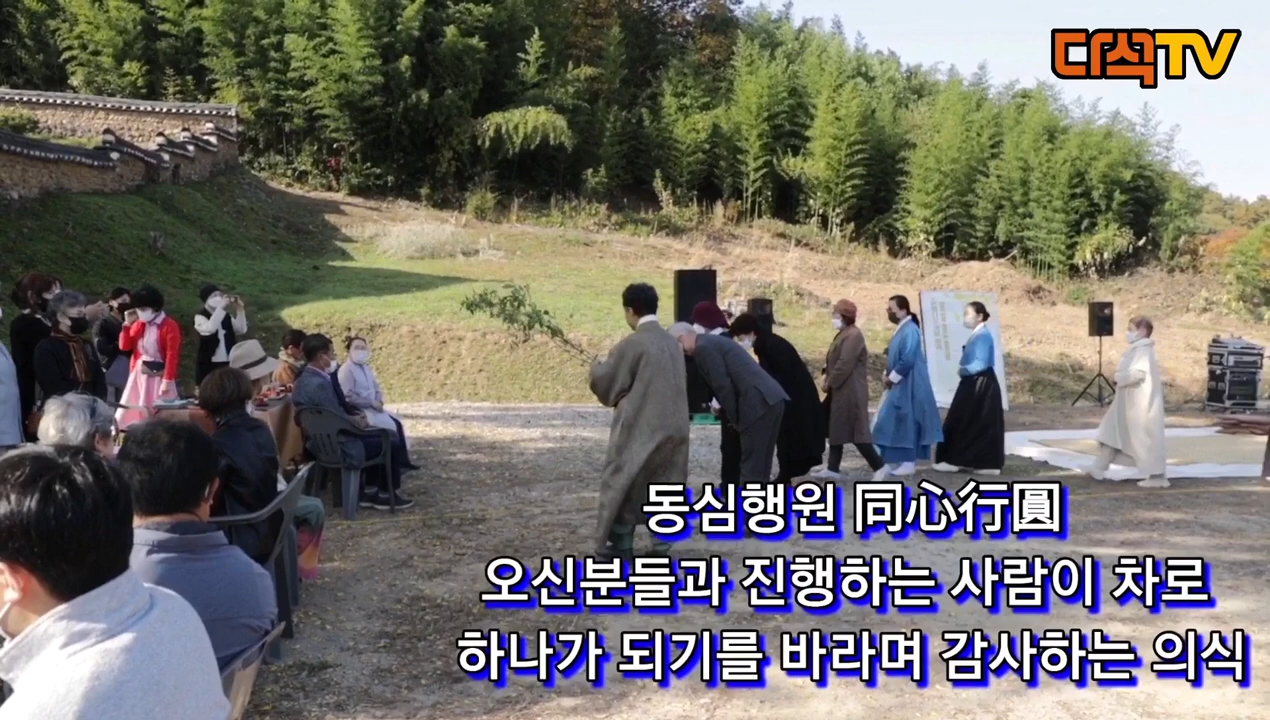 다식TV
동심행원 同心行圓
오신분들과 진행하는 사람이 차로
하나가 되기를 바라며 감사하는 의식